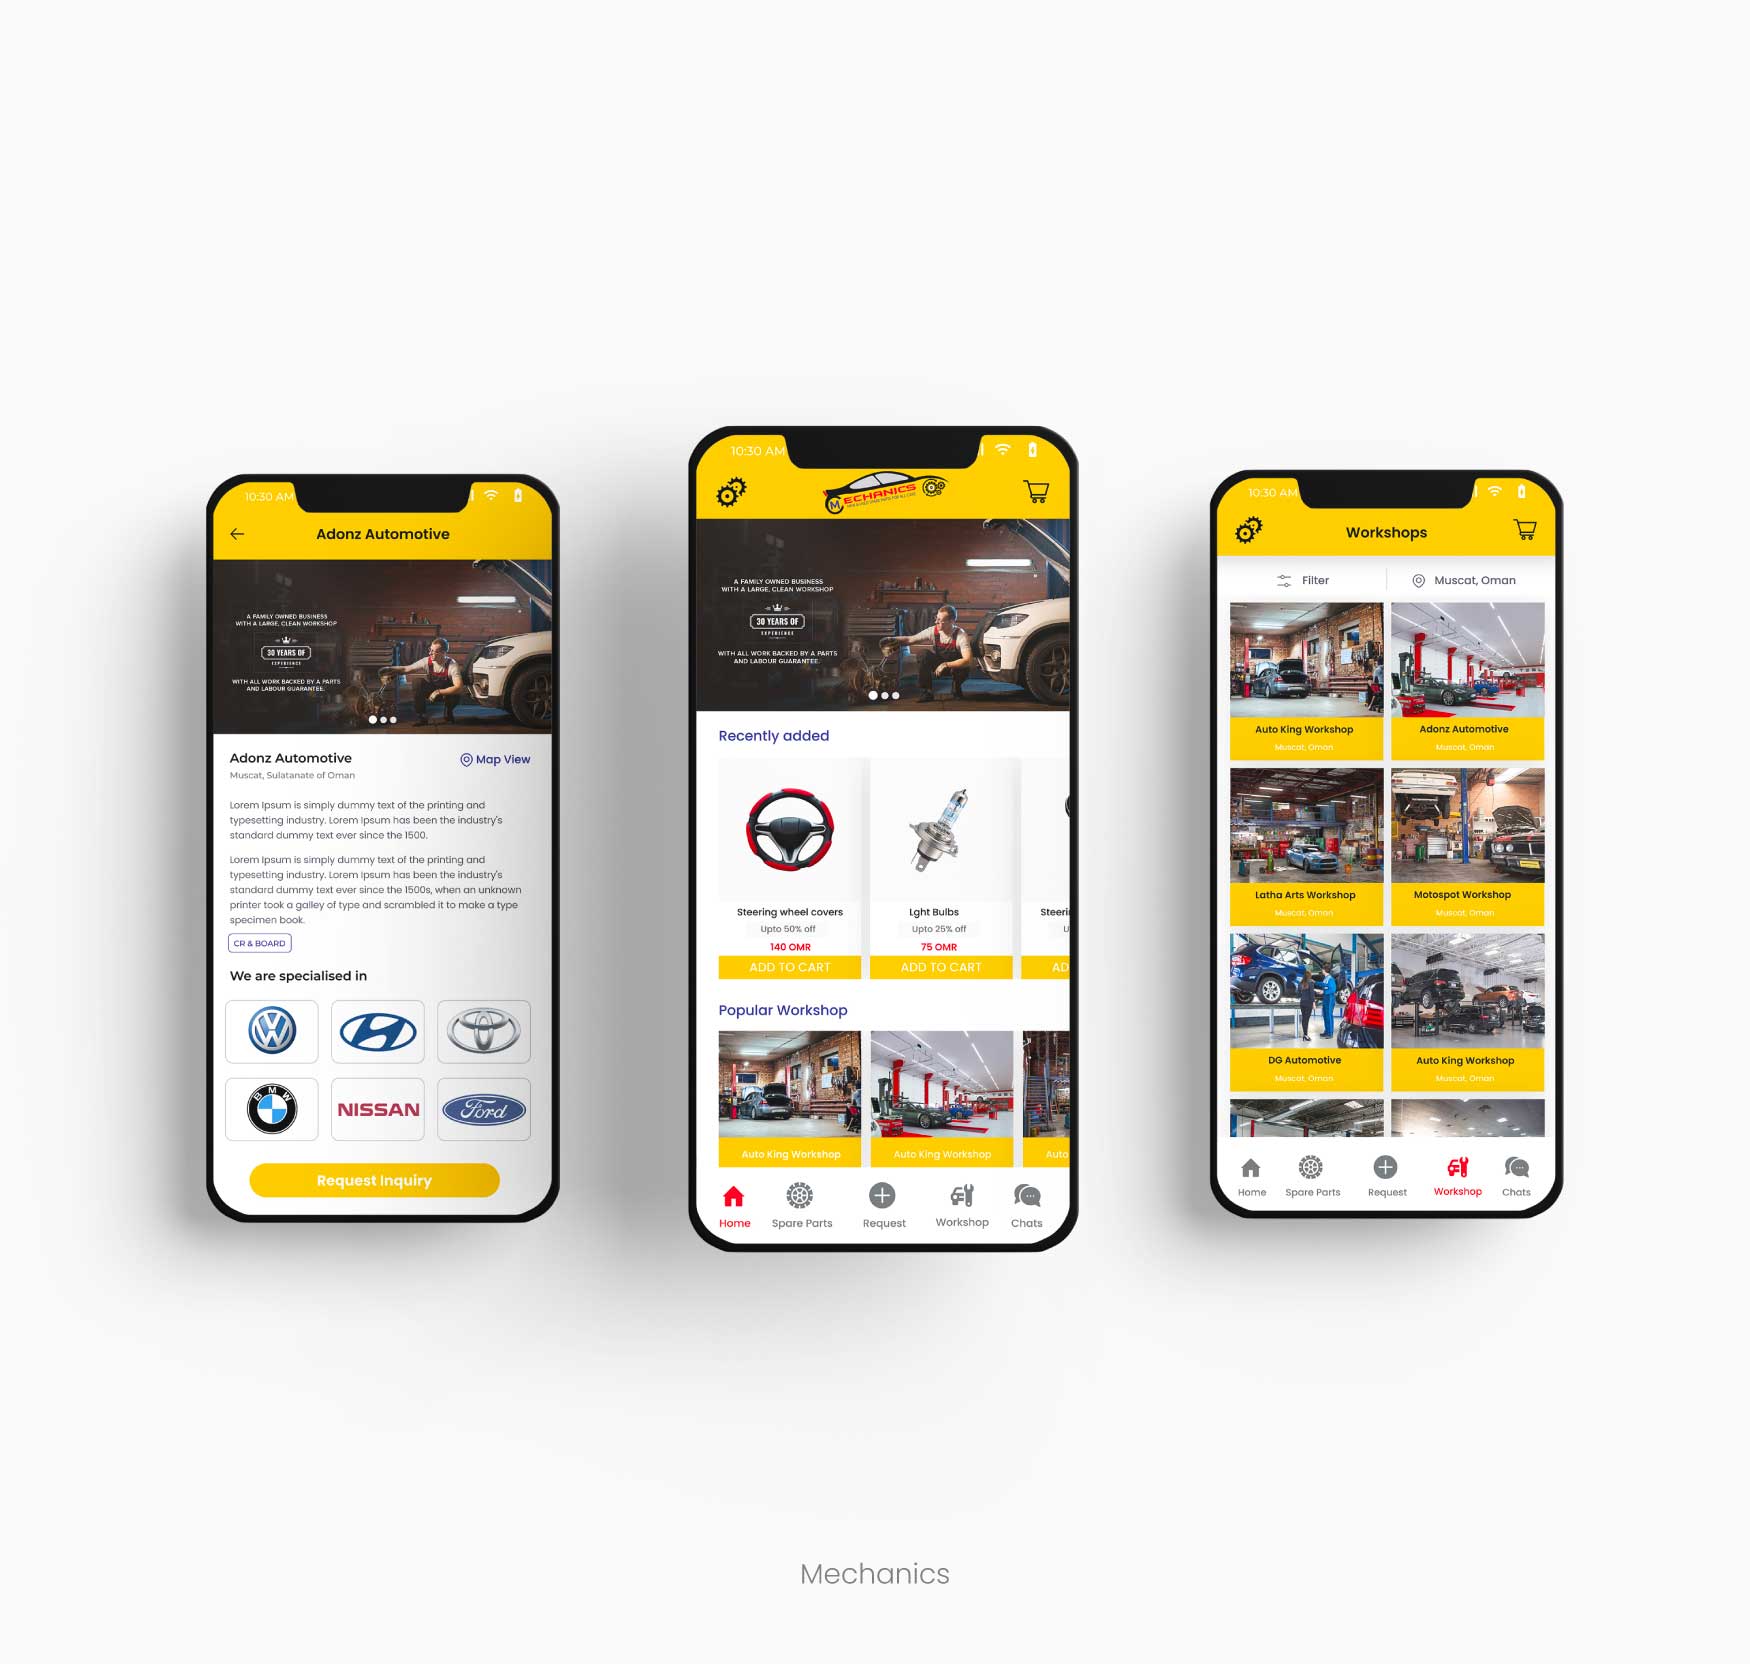 10:30 AM
Adonz Automotive
A FAMILY OWNED BUSINESS
WITH A LARGE, CLEAN WORKSHOP
30 YEARS OF
EXPERIENCE
WITH ALL WORK BACKED BY A PARTS
AND LABOUR GUARANTEE.
Adonz Automotive
Map View
Muscat, Sulatanate of Oman
Lorem Ipsum is simply dummy text of the printing and
typesetting industry. Lorem Ipsum has been the industry's
standard dummy text ever since the 1500.
Lorem Ipsum is simply dummy text of the printing and
typesetting industry. Lorem Ipsum has been the industry's
standard dummy text ever since the 1500s, when an unknown
printer took a galley of type and scrambled it to make a type
specimen book.
CR & BOARD
We are specialised in
BMW
NISSAN
Ford
Request Inquiry
10:30 AM
MECHANICS
A FAMILY OWNED BUSINESS
WITH A LARGE, CLEAN WORKSHOP
30 YEARS OF
EXPERIENCE
WITH ALL WORK BACKED BY A PARTS
AND LABOUR GUARANTEE.
Recently added
Steering wheel covers
Upto 50% off
140 OMR
ADD TO CART
Lght Bulbs
Upto 25% off
75 OMR
ADD TO CART
Steeri
U
AD
Popular Workshop
Auto King Workshop
Auto King Workshop
Auto
Home
Spare Parts
Request
Workshop
Chats
10:30 AM
Workshops
Filter
Muscat, Oman
Auto King Workshop
Muscat, Oman
Adonz Automotive
Muscat, Oman
Latha Arts Workshop
Muscat, Oman
Motospot Workshop
Muscat, Oman
DG Automotive
Muscat, Oman
Auto King Workshop
Muscat, Oman
Home
Spare Parts
Request
Workshop
Chats
Mechanics